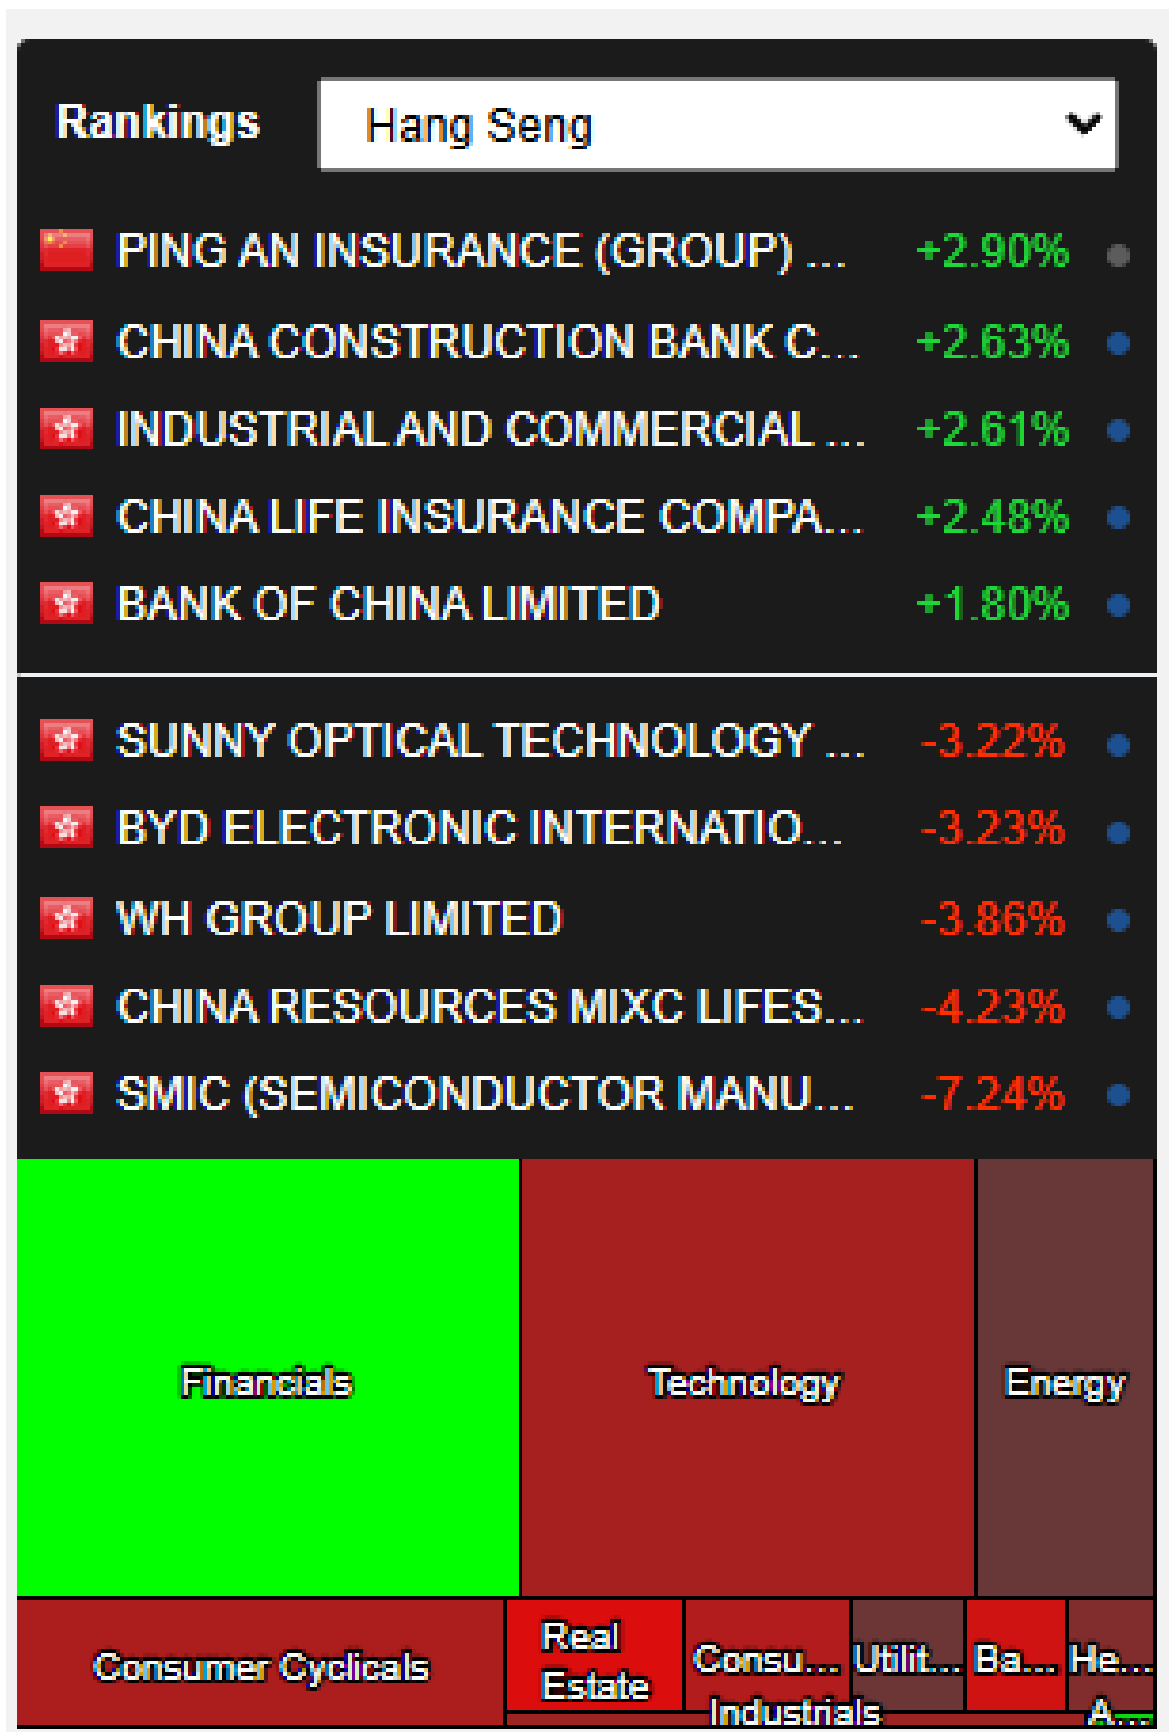 Rankings Hang Seng
PING AN INSURANCE (GROUP) ... +2.90%
CHINA CONSTRUCTION BANK C... +2.63%
INDUSTRIAL AND COMMERCIAL ... +2.61%
CHINA LIFE INSURANCE COMPA... +2.48%
BANK OF CHINA LIMITED +1.80%
SUNNY OPTICAL TECHNOLOGY ... -3.22%
BYD ELECTRONIC INTERNATIO... -3.23%
WH GROUP LIMITED -3.86%
CHINA RESOURCES MIXC LIFES... -4.23%
SMIC (SEMICONDUCTOR MANU... -7.24%
Financials
Technology
Energy
Consumer Cyclicals
Real
Estate
Consu...
Utilit...
Ba...
He...
Industrials
A...